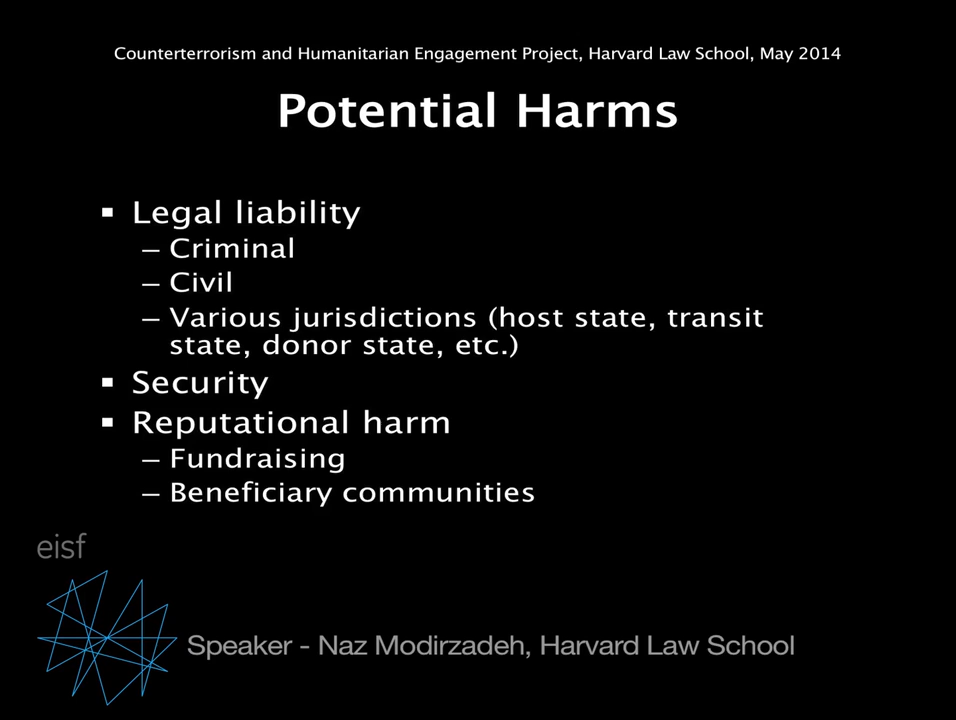 Counterterrorism and Humanitarian Engagement Project, Harvard Law School, May 2014
Potential Harms
▪ Legal liability
– Criminal
– Civil
– Various jurisdictions (host state, transit
state, donor state, etc.)
▪ Security
▪ Reputational harm
– Fundraising
– Beneficiary communities
eisf
Speaker - Naz Modirzadeh, Harvard Law School